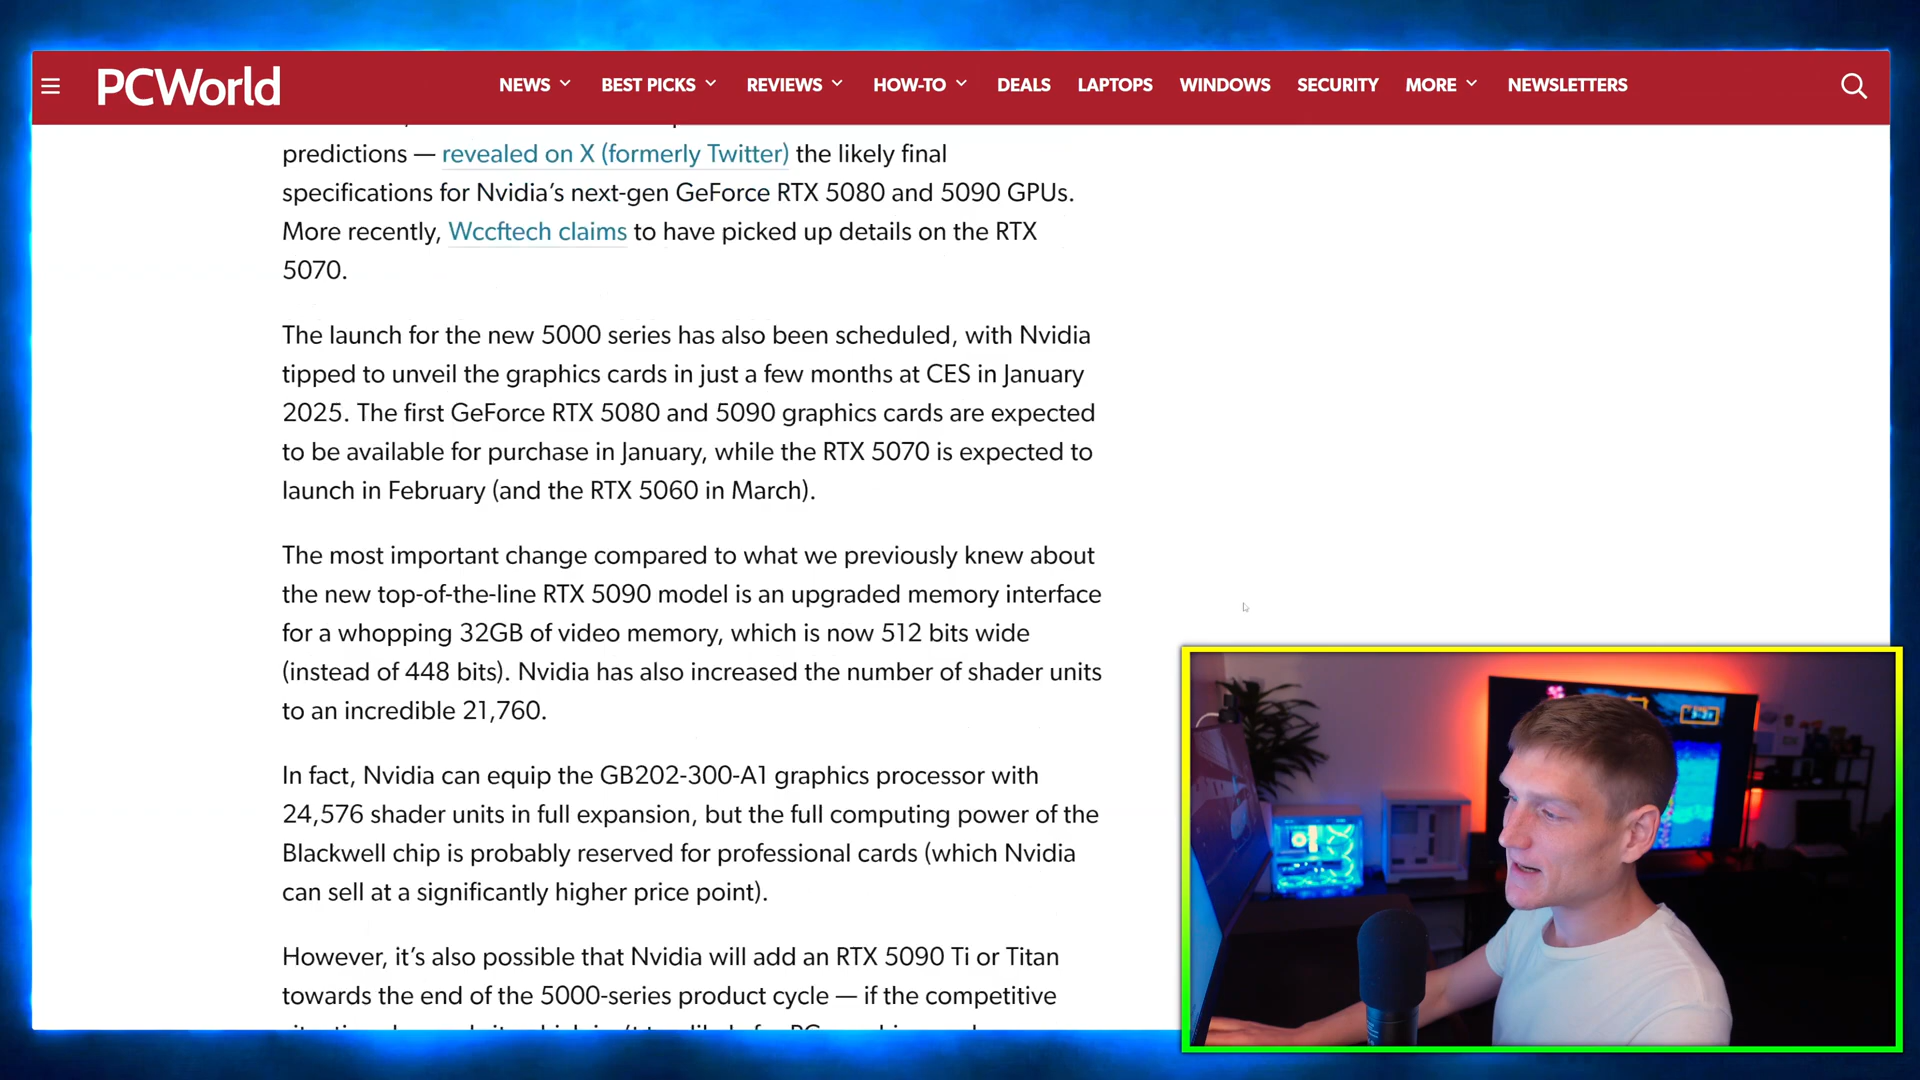 PCWorld
NEWS
BEST PICKS
REVIEWS
HOW-TO
DEALS
LAPTOPS
WINDOWS
SECURITY
MORE
NEWSLETTERS
predictions — revealed on X (formerly Twitter) the likely final
specifications for Nvidia’s next-gen GeForce RTX 5080 and 5090 GPUs.
More recently, Wccftech claims to have picked up details on the RTX
5070.
The launch for the new 5000 series has also been scheduled, with Nvidia
tipped to unveil the graphics cards in just a few months at CES in January
2025. The first GeForce RTX 5080 and 5090 graphics cards are expected
to be available for purchase in January, while the RTX 5070 is expected to
launch in February (and the RTX 5060 in March).
The most important change compared to what we previously knew about
the new top-of-the-line RTX 5090 model is an upgraded memory interface
for a whopping 32GB of video memory, which is now 512 bits wide
(instead of 448 bits). Nvidia has also increased the number of shader units
to an incredible 21,760.
In fact, Nvidia can equip the GB202-300-A1 graphics processor with
24,576 shader units in full expansion, but the full computing power of the
Blackwell chip is probably reserved for professional cards (which Nvidia
can sell at a significantly higher price point).
However, it’s also possible that Nvidia will add an RTX 5090 Ti or Titan
towards the end of the 5000-series product cycle — if the competitive